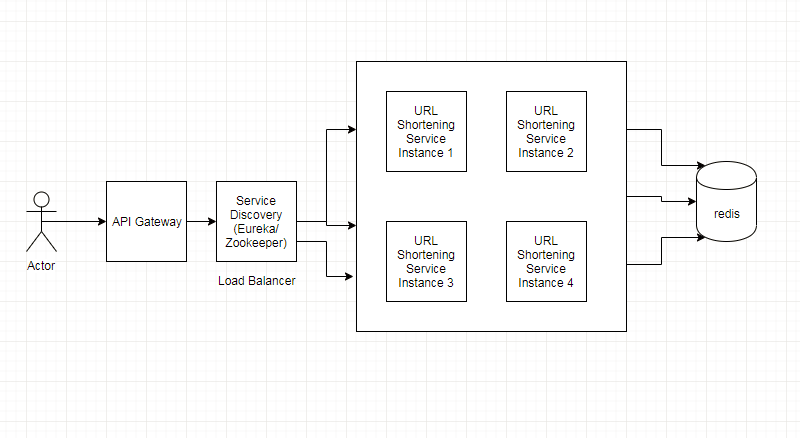 URL
Shortening
Service
Instance 1
URL
Shortening
Service
Instance 2
Service
Discovery
(Eureka/
Zookeeper)
API Gateway
redis
URL
Shortening
Service
Instance 3
URL
Shortening
Service
Instance 4
Actor
Load Balancer